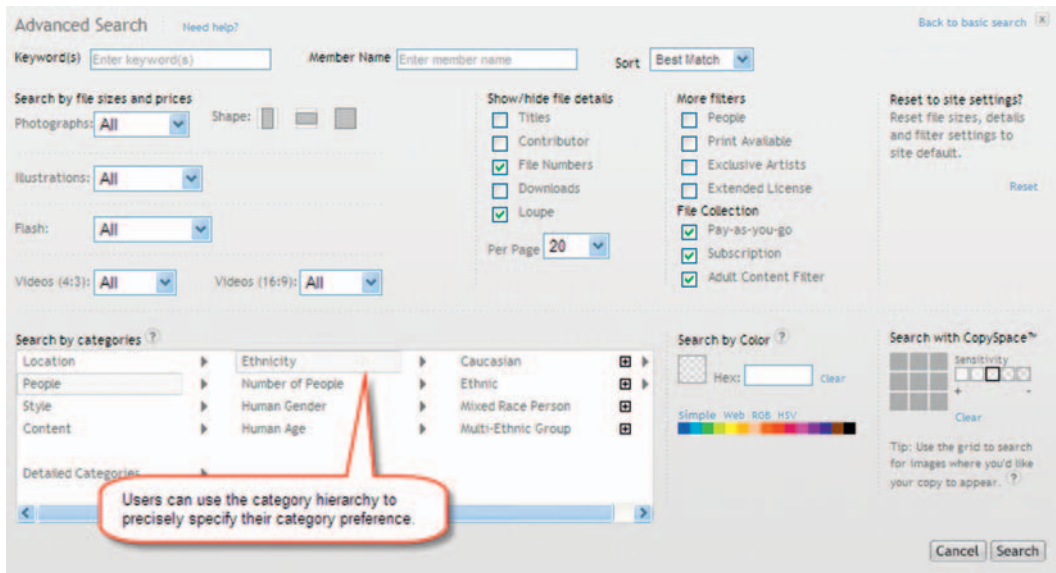 Advanced Search Need help? Back to basic search x
Keyword(s) Enter keyword(s) Member Name Enter member name Sort Best Match
Search by file sizes and prices
Photographs: All Shape:
Illustrations: All
Flash: All
Videos (4:3): All Videos (16:9): All
Show/hide file details
Titles
Contributor
File Numbers
Downloads
Loupe
Per Page 20
More filters
People
Print Available
Exclusive Artists
Extended License
File Collection
Pay-as-you-go
Subscription
Adult Content Filter
Reset to site settings?
Reset file sizes, details
and filter settings to
site default.
Reset
Search by categories ?
Location Ethnicity Caucasian
People Number of People Ethnic
Style Human Gender Mixed Race Person
Content Human Age Multi-Ethnic Group
Detailed Categories
Users can use the category hierarchy to
precisely specify their category preference.
Search by Color ?
Hex: Clear
Simple Web RGB HSV
Search with CopySpace™
Sensitivity
+ -
Clear
Tip: Use the grid to search
for images where you'd like
your copy to appear. ?
Cancel Search